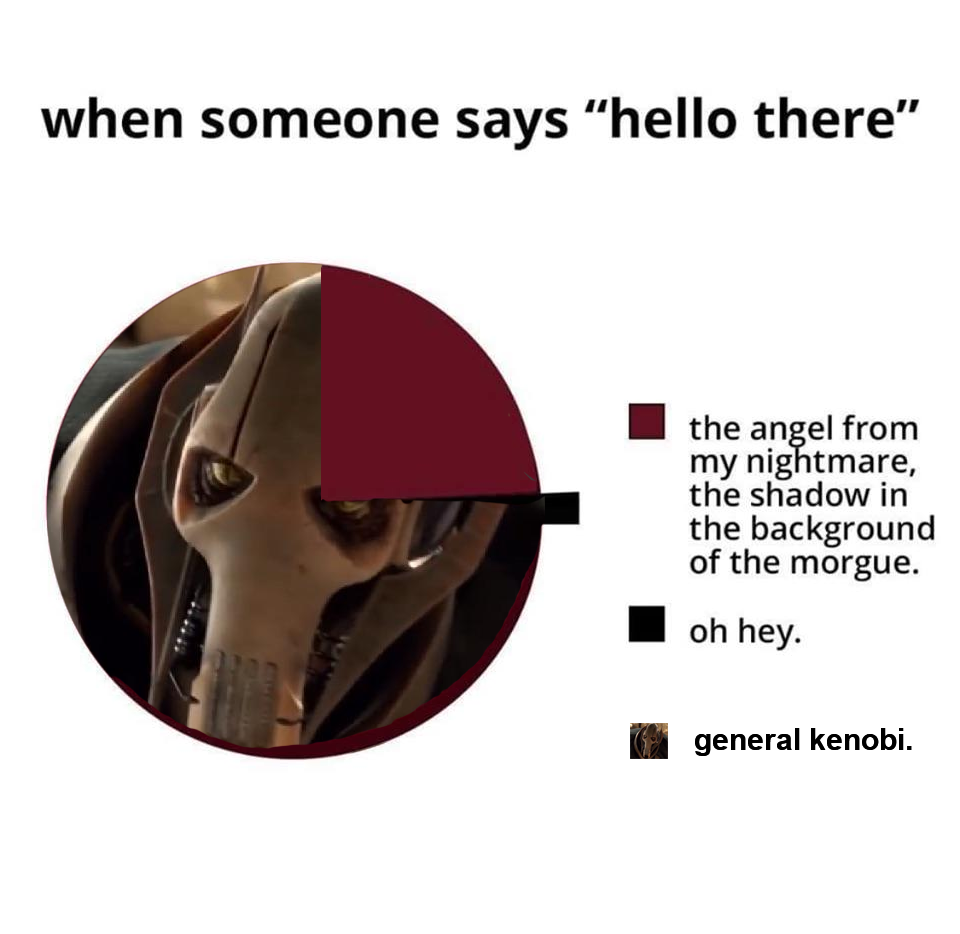 when someone says “hello there”
the angel from
my nightmare,
the shadow in
the background
of the morgue.
oh hey.
general kenobi.